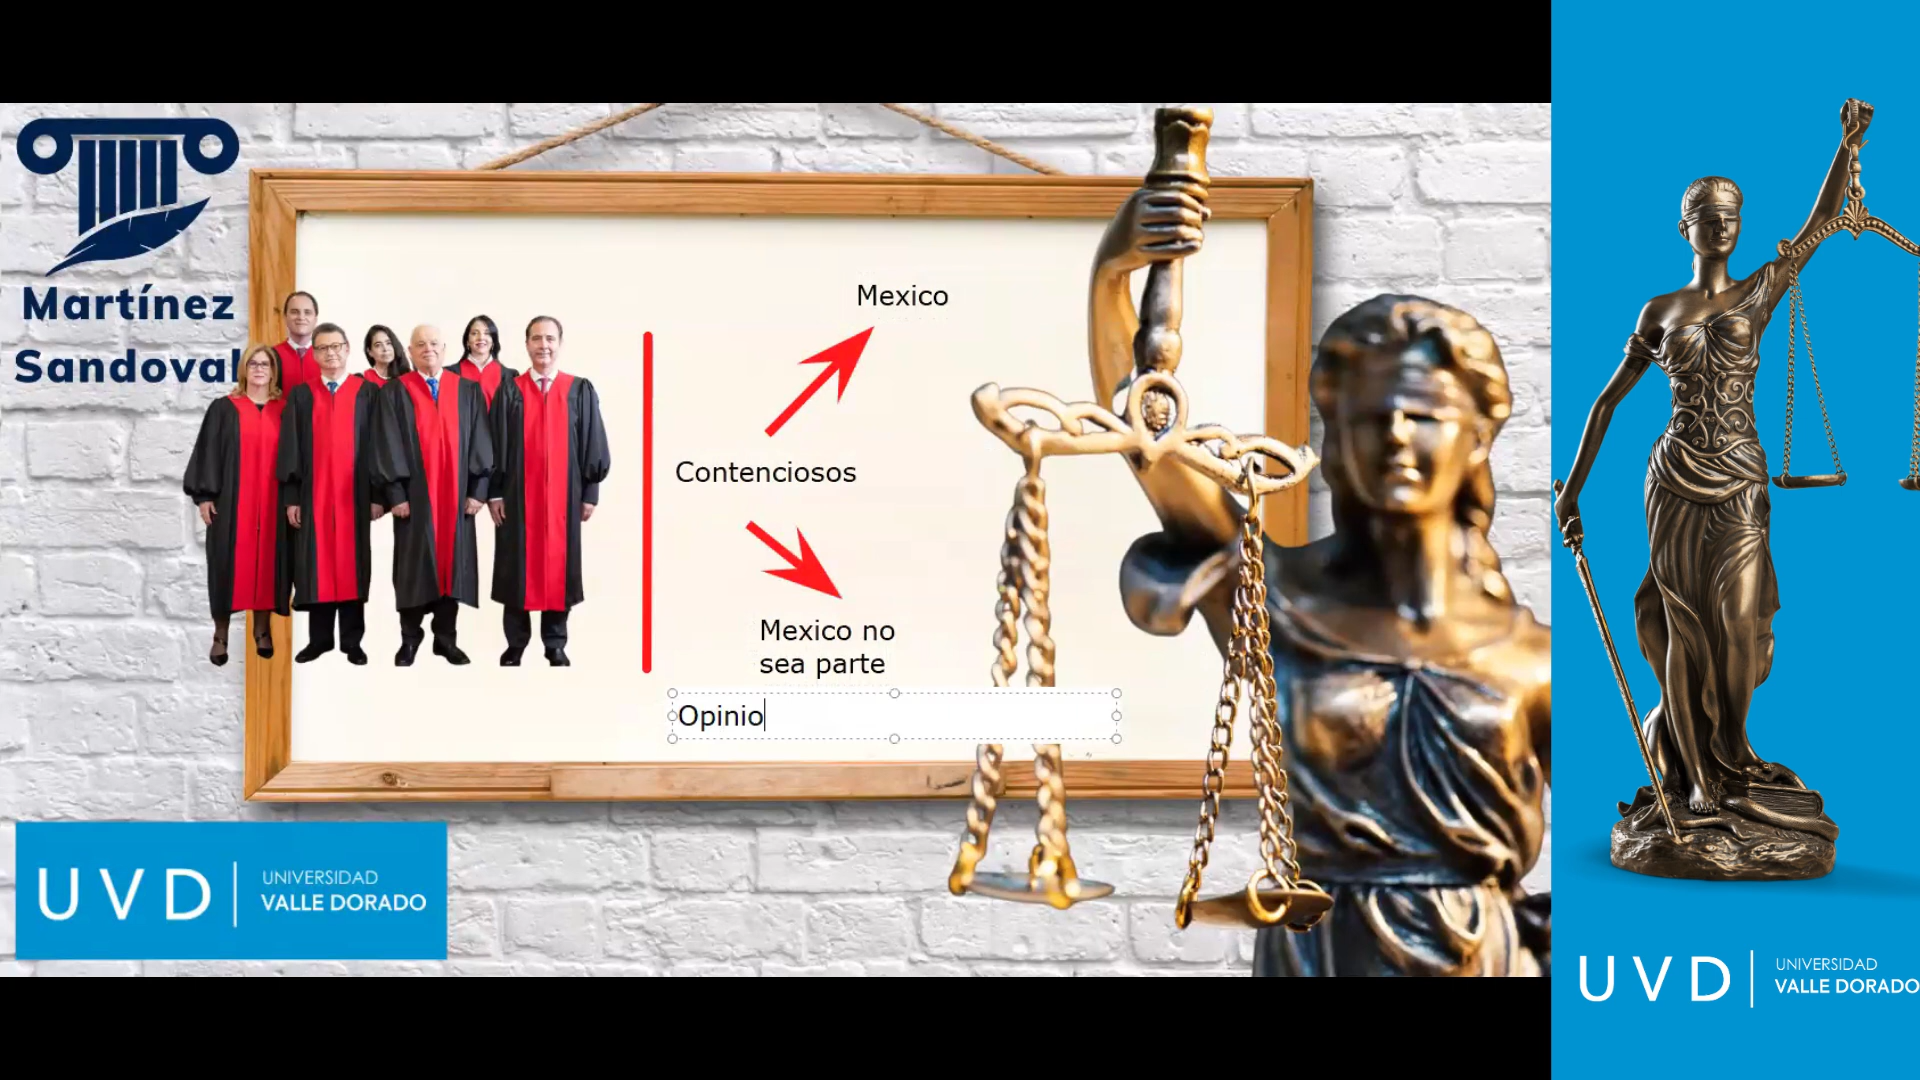 Martínez
Sandoval
Mexico
Contenciosos
Mexico no
sea parte
Opinio
UVD
UNIVERSIDAD
VALLE DORADO
UVD
UNIVERSIDAD
VALLE DORADO